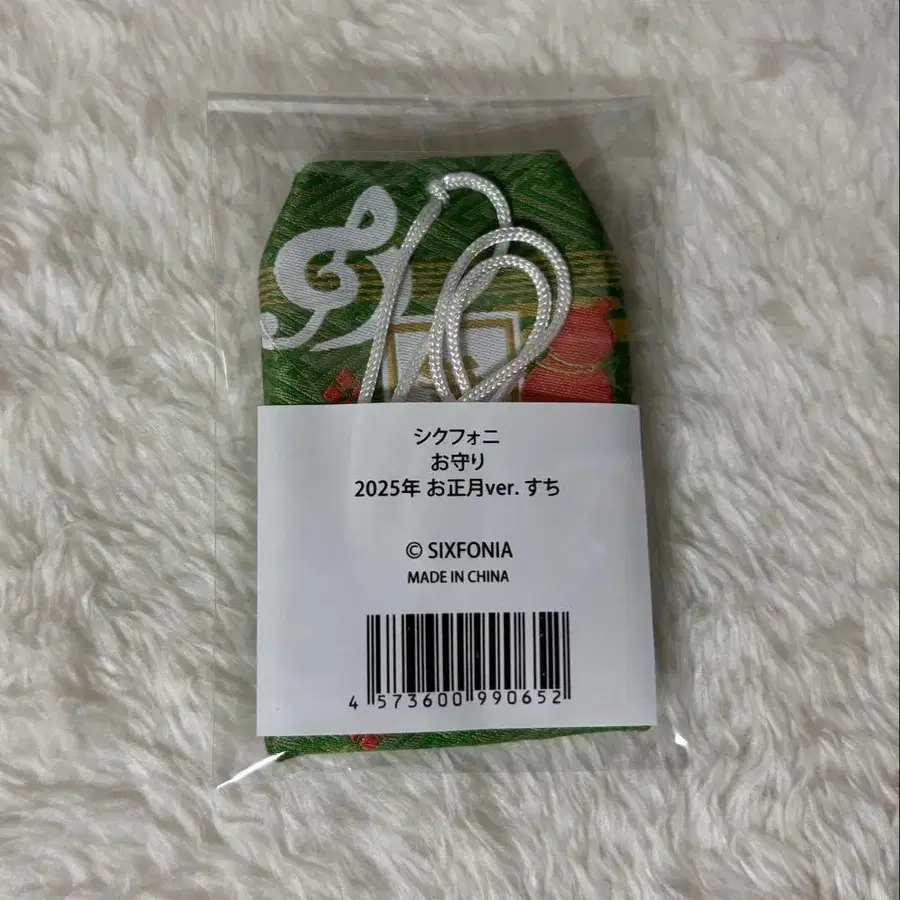 シクフォニ
お守り
2025年 お正月ver. すち
© SIXFONIA
MADE IN CHINA
4 573600 990652